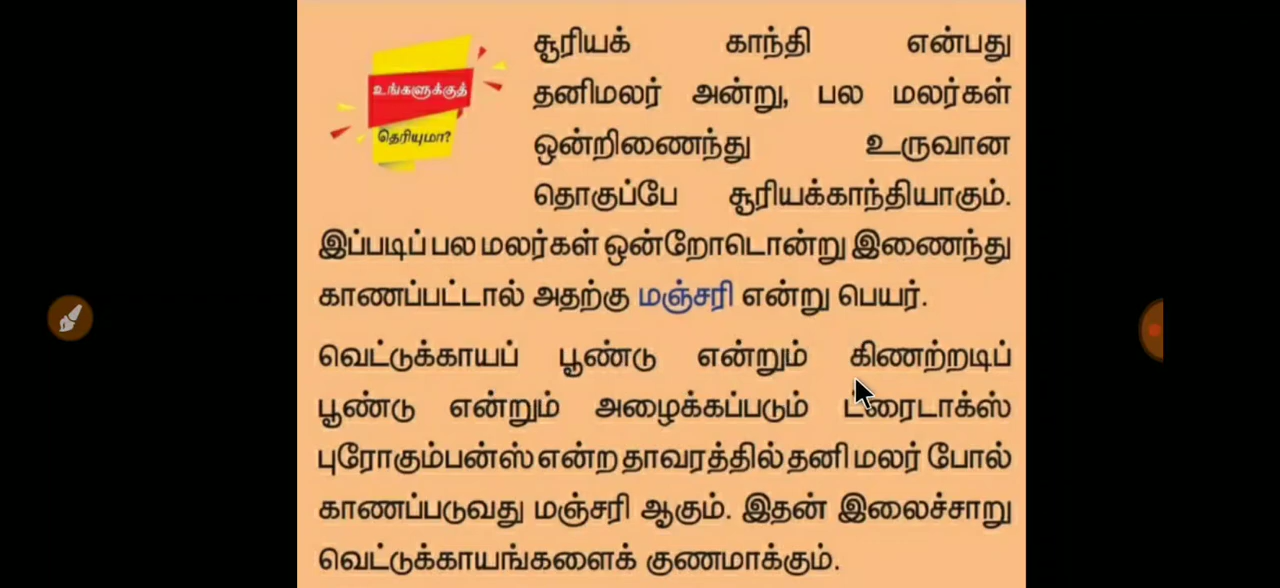 உங்களுக்குத்
தெரியுமா?
சூரியக் காந்தி என்பது
தனிமலர் அன்று, பல மலர்கள்
ஒன்றிணைந்து உருவான
தொகுப்பே சூரியக்காந்தியாகும்.
இப்படிப் பல மலர்கள் ஒன்றோடொன்று இணைந்து
காணப்பட்டால் அதற்கு மஞ்சரி என்று பெயர்.
வெட்டுக்காயப் பூண்டு என்றும் கிணற்றடிப்
பூண்டு என்றும் அழைக்கப்படும் ட்ரைடாக்ஸ்
புரோகும்பன்ஸ் என்ற தாவரத்தில் தனி மலர் போல்
காணப்படுவது மஞ்சரி ஆகும். இதன் இலைச்சாறு
வெட்டுக்காயங்களைக் குணமாக்கும்.